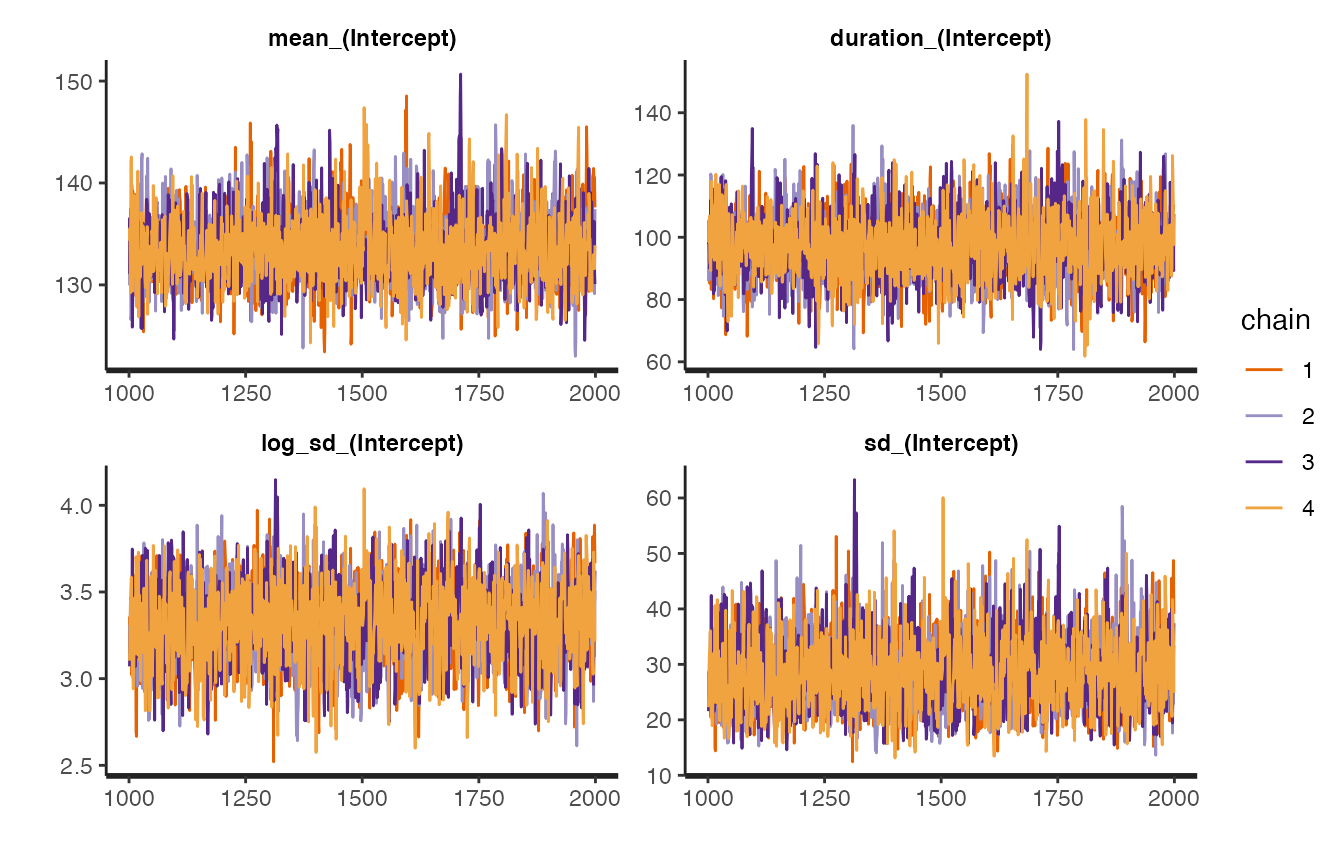 mean_(Intercept)
duration_(Intercept)
150
140
130
1000 1250 1500 1750 2000
140
120
100
80
60
1000 1250 1500 1750 2000
log_sd_(Intercept)
sd_(Intercept)
4.0
3.5
3.0
2.5
1000 1250 1500 1750 2000
60
50
40
30
20
10
1000 1250 1500 1750 2000
chain
1
2
3
4